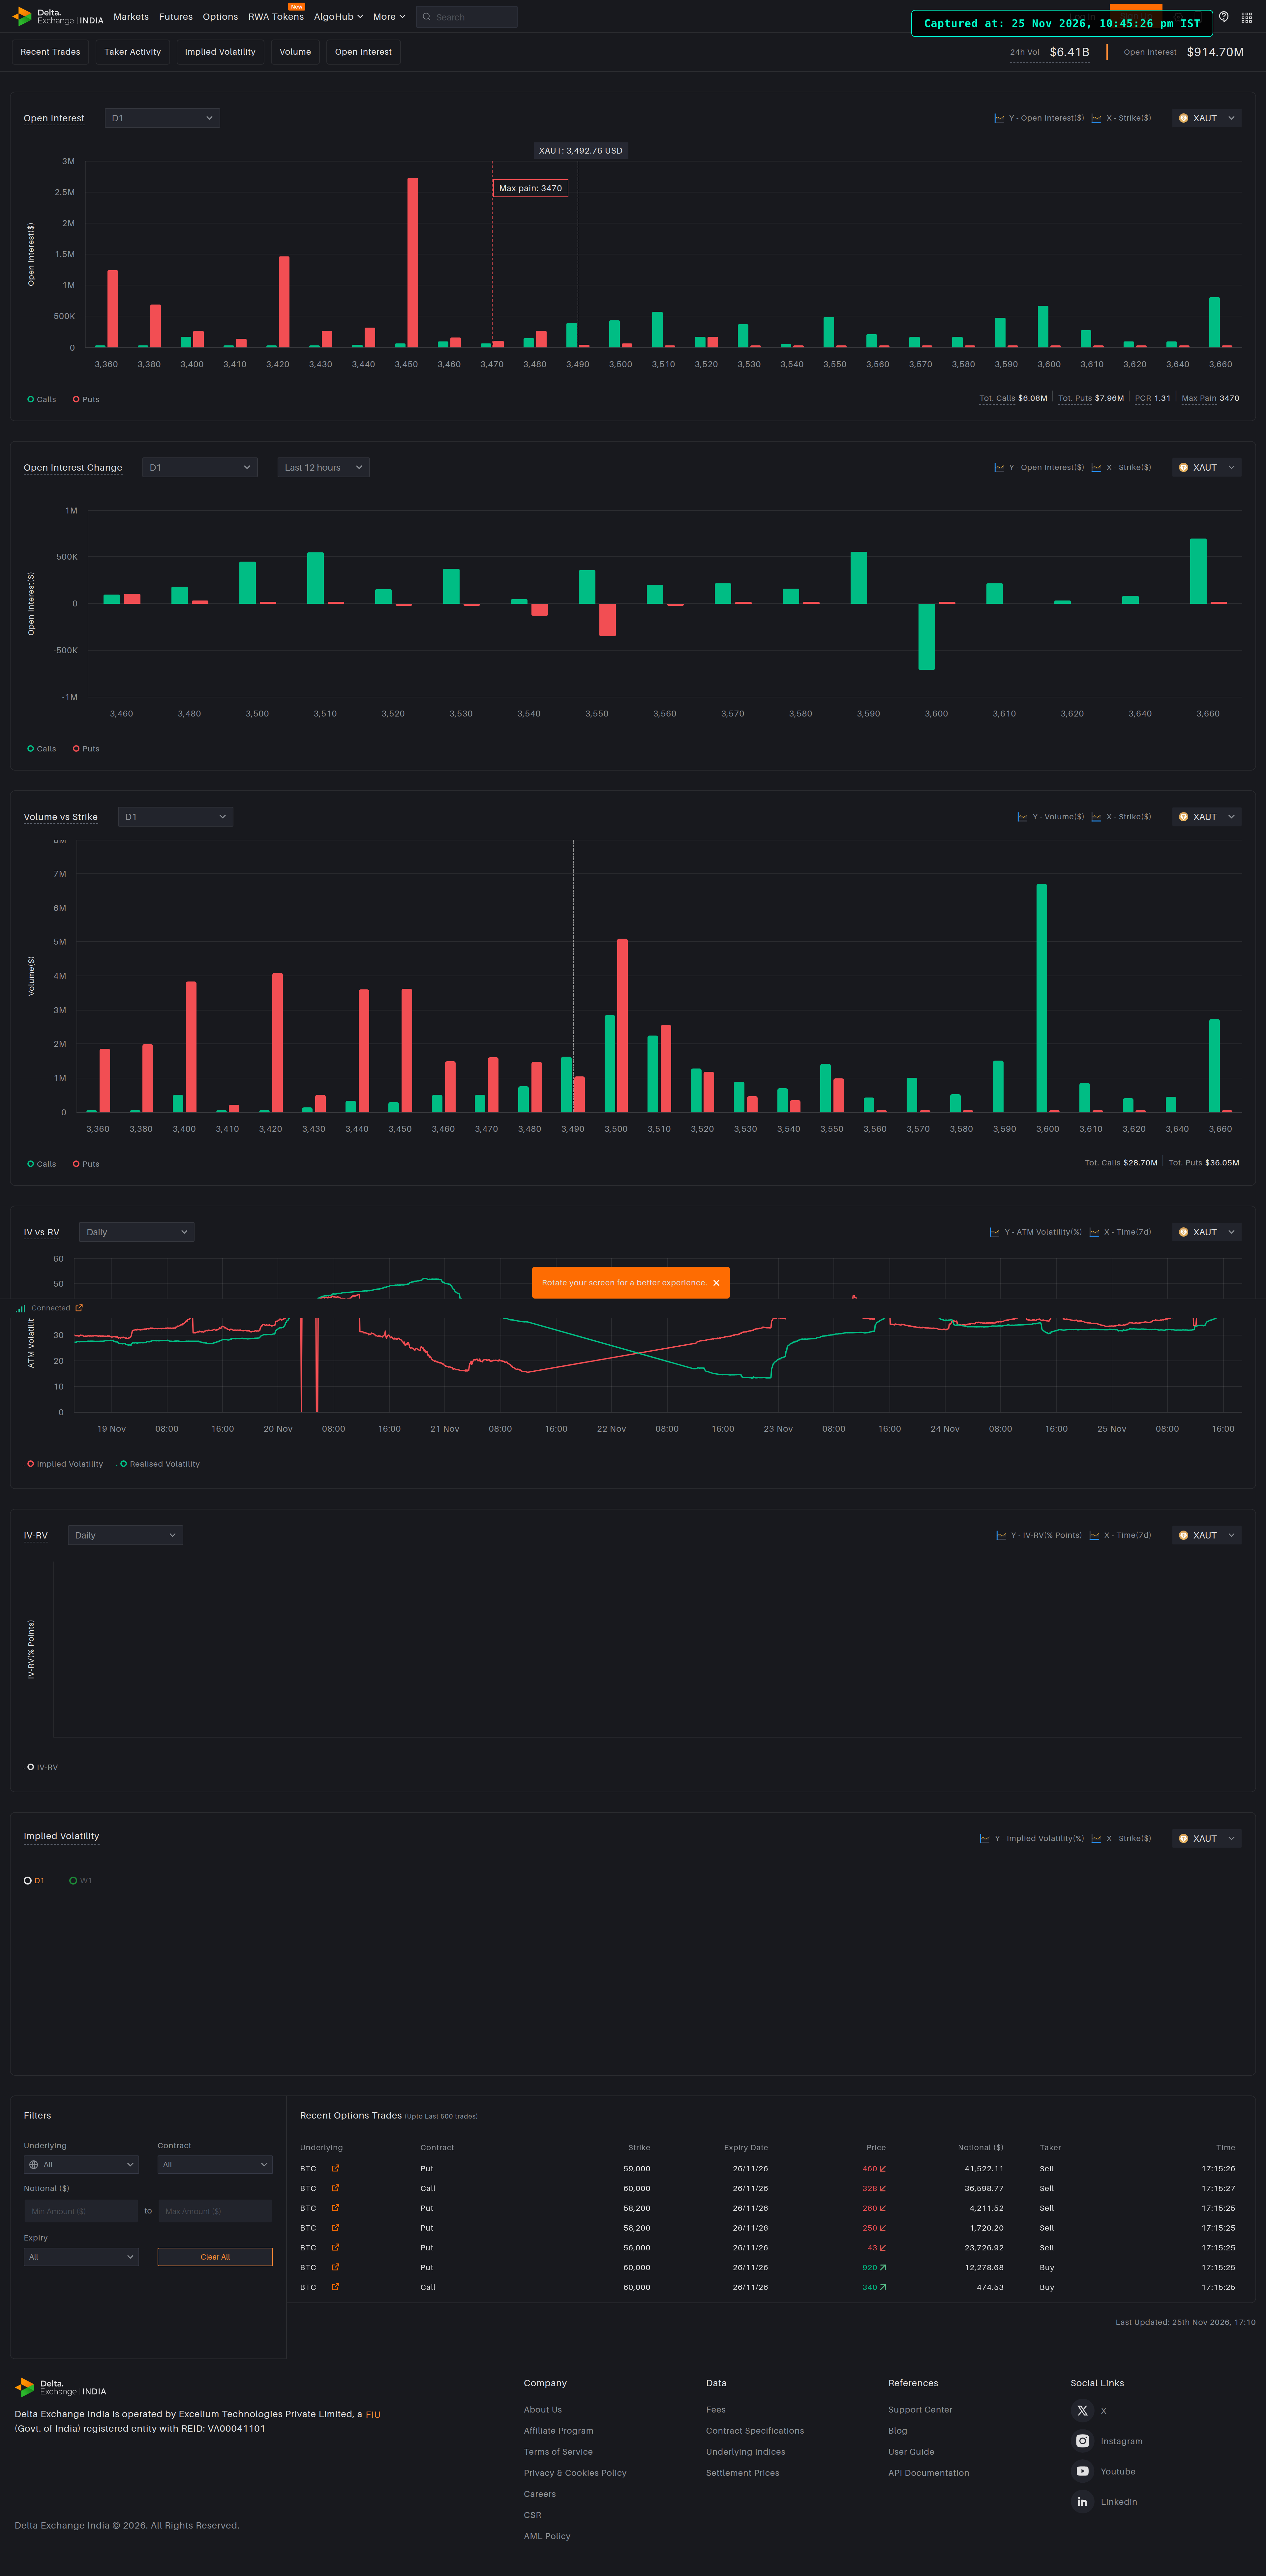 Delta.
Exchange | INDIA
Markets
Futures
Options
RWA Tokens
New
AlgoHub
More
Search
Captured at: 25 Nov 2026, 10:45:26 pm IST
Recent Trades
Taker Activity
Implied Volatility
Volume
Open Interest
24h Vol $6.41B
Open Interest $914.70M
Open Interest
D1
Y - Open Interest($)
X - Strike($)
XAUT
XAUT: 3,492.76 USD
Max pain: 3470
Open Interest($)
3M
2.5M
2M
1.5M
1M
500K
0
3,360 3,380 3,400 3,410 3,420 3,430 3,440 3,450 3,460 3,470 3,480 3,490 3,500 3,510 3,520 3,530 3,540 3,550 3,560 3,570 3,580 3,590 3,600 3,610 3,620 3,640 3,660
Calls
Puts
Tot. Calls $6.08M
Tot. Puts $7.96M
PCR 1.31
Max Pain 3470
Open Interest Change
D1
Last 12 hours
Y - Open Interest($)
X - Strike($)
XAUT
Open Interest($)
1M
500K
0
-500K
-1M
3,460 3,480 3,500 3,510 3,520 3,530 3,540 3,550 3,560 3,570 3,580 3,590 3,600 3,610 3,620 3,640 3,660
Calls
Puts
Volume vs Strike
D1
Y - Volume($)
X - Strike($)
XAUT
Volume($)
8M
7M
6M
5M
4M
3M
2M
1M
0
3,360 3,380 3,400 3,410 3,420 3,430 3,440 3,450 3,460 3,470 3,480 3,490 3,500 3,510 3,520 3,530 3,540 3,550 3,560 3,570 3,580 3,590 3,600 3,610 3,620 3,640 3,660
Calls
Puts
Tot. Calls $28.70M
Tot. Puts $36.05M
IV vs RV
Daily
Y - ATM Volatility(%)
X - Time(7d)
XAUT
60
50
Rotate your screen for a better experience.
Connected
ATM Volatilit
30
20
10
0
19 Nov 08:00 16:00 20 Nov 08:00 16:00 21 Nov 08:00 16:00 22 Nov 08:00 16:00 23 Nov 08:00 16:00 24 Nov 08:00 16:00 25 Nov 08:00 16:00
Implied Volatility
Realised Volatility
IV-RV
Daily
Y - IV-RV(% Points)
X - Time(7d)
XAUT
IV-RV(% Points)
IV-RV
Implied Volatility
Y - Implied Volatility(%)
X - Strike($)
XAUT
D1
W1
Filters
Underlying
Contract
All
All
Notional ($)
Min Amount ($)
to
Max Amount ($)
Expiry
All
Clear All
Recent Options Trades (Upto Last 500 trades)
Underlying Contract Strike Expiry Date Price Notional ($) Taker Time
BTC Put 59,000 26/11/26 460 41,522.11 Sell 17:15:26
BTC Call 60,000 26/11/26 328 36,598.77 Sell 17:15:27
BTC Put 58,200 26/11/26 260 4,211.52 Sell 17:15:25
BTC Put 58,200 26/11/26 250 1,720.20 Sell 17:15:25
BTC Put 56,000 26/11/26 43 23,726.92 Sell 17:15:25
BTC Put 60,000 26/11/26 920 12,278.68 Buy 17:15:25
BTC Call 60,000 26/11/26 340 474.53 Buy 17:15:25
Last Updated: 25th Nov 2026, 17:10
Delta.
Exchange | INDIA
Delta Exchange India is operated by Excelium Technologies Private Limited, a FIU
(Govt. of India) registered entity with REID: VA00041101
Delta Exchange India © 2026. All Rights Reserved.
Company
About Us
Affiliate Program
Terms of Service
Privacy & Cookies Policy
Careers
CSR
AML Policy
Data
Fees
Contract Specifications
Underlying Indices
Settlement Prices
References
Support Center
Blog
User Guide
API Documentation
Social Links
X
Instagram
Youtube
Linkedin